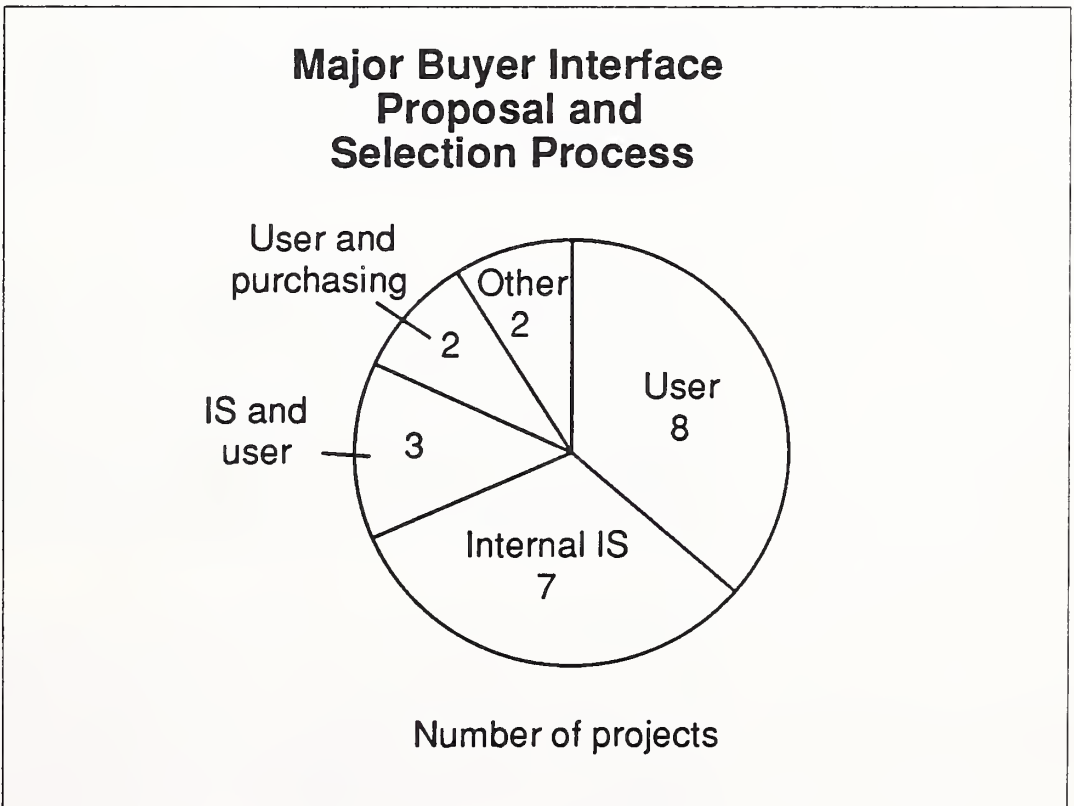 Major Buyer Interface
Proposal and
Selection Process
User and
purchasing
2
Other
2
User
8
IS and
user
3
Internal IS
7
Number of projects